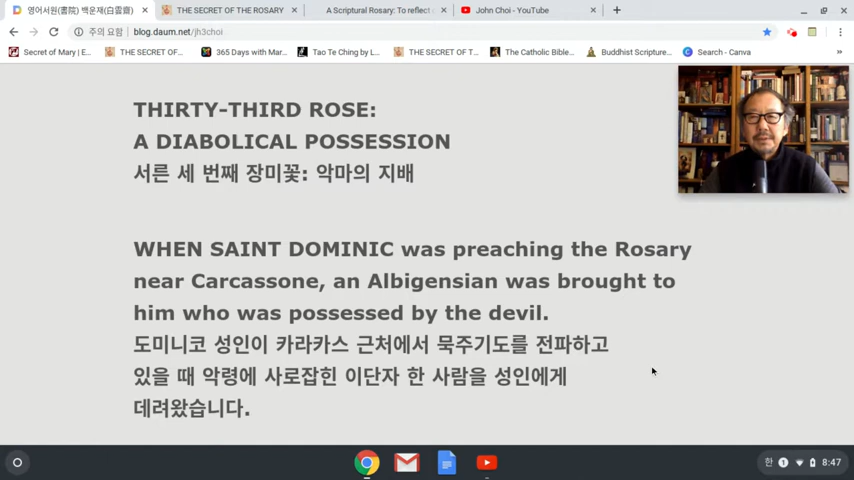 영어서원(書院) 백운재(白雲齋)
THE SECRET OF THE ROSARY
A Scriptural Rosary: To reflect
John Choi - YouTube
주의 요함
blog.daum.net/jh3choi
Secret of Mary | E...
THE SECRET OF...
365 Days with Mar...
Tao Te Ching by L...
THE SECRET OF T...
The Catholic Bible...
Buddhist Scripture...
Search - Canva
»
THIRTY-THIRD ROSE:
A DIABOLICAL POSSESSION
서른 세 번째 장미꽃: 악마의 지배
WHEN SAINT DOMINIC was preaching the Rosary
near Carcassone, an Albigensian was brought to
him who was possessed by the devil.
도미니코 성인이 카라카스 근처에서 묵주기도를 전파하고
있을 때 악령에 사로잡힌 이단자 한 사람을 성인에게
데려왔습니다.
한 1 8:47